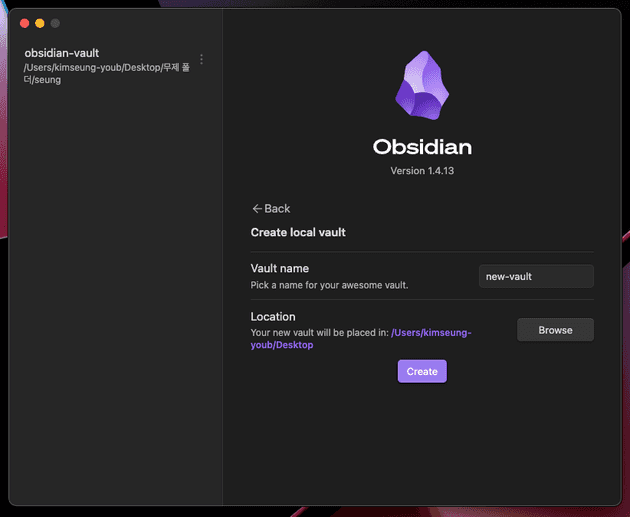 obsidian-vault
/Users/kimseung-youb/Desktop/무제 폴
더/seung
Obsidian
Version 1.4.13
←Back
Create local vault
Vault name
Pick a name for your awesome vault.
new-vault
Location
Your new vault will be placed in: /Users/kimseung-
youb/Desktop
Browse
Create